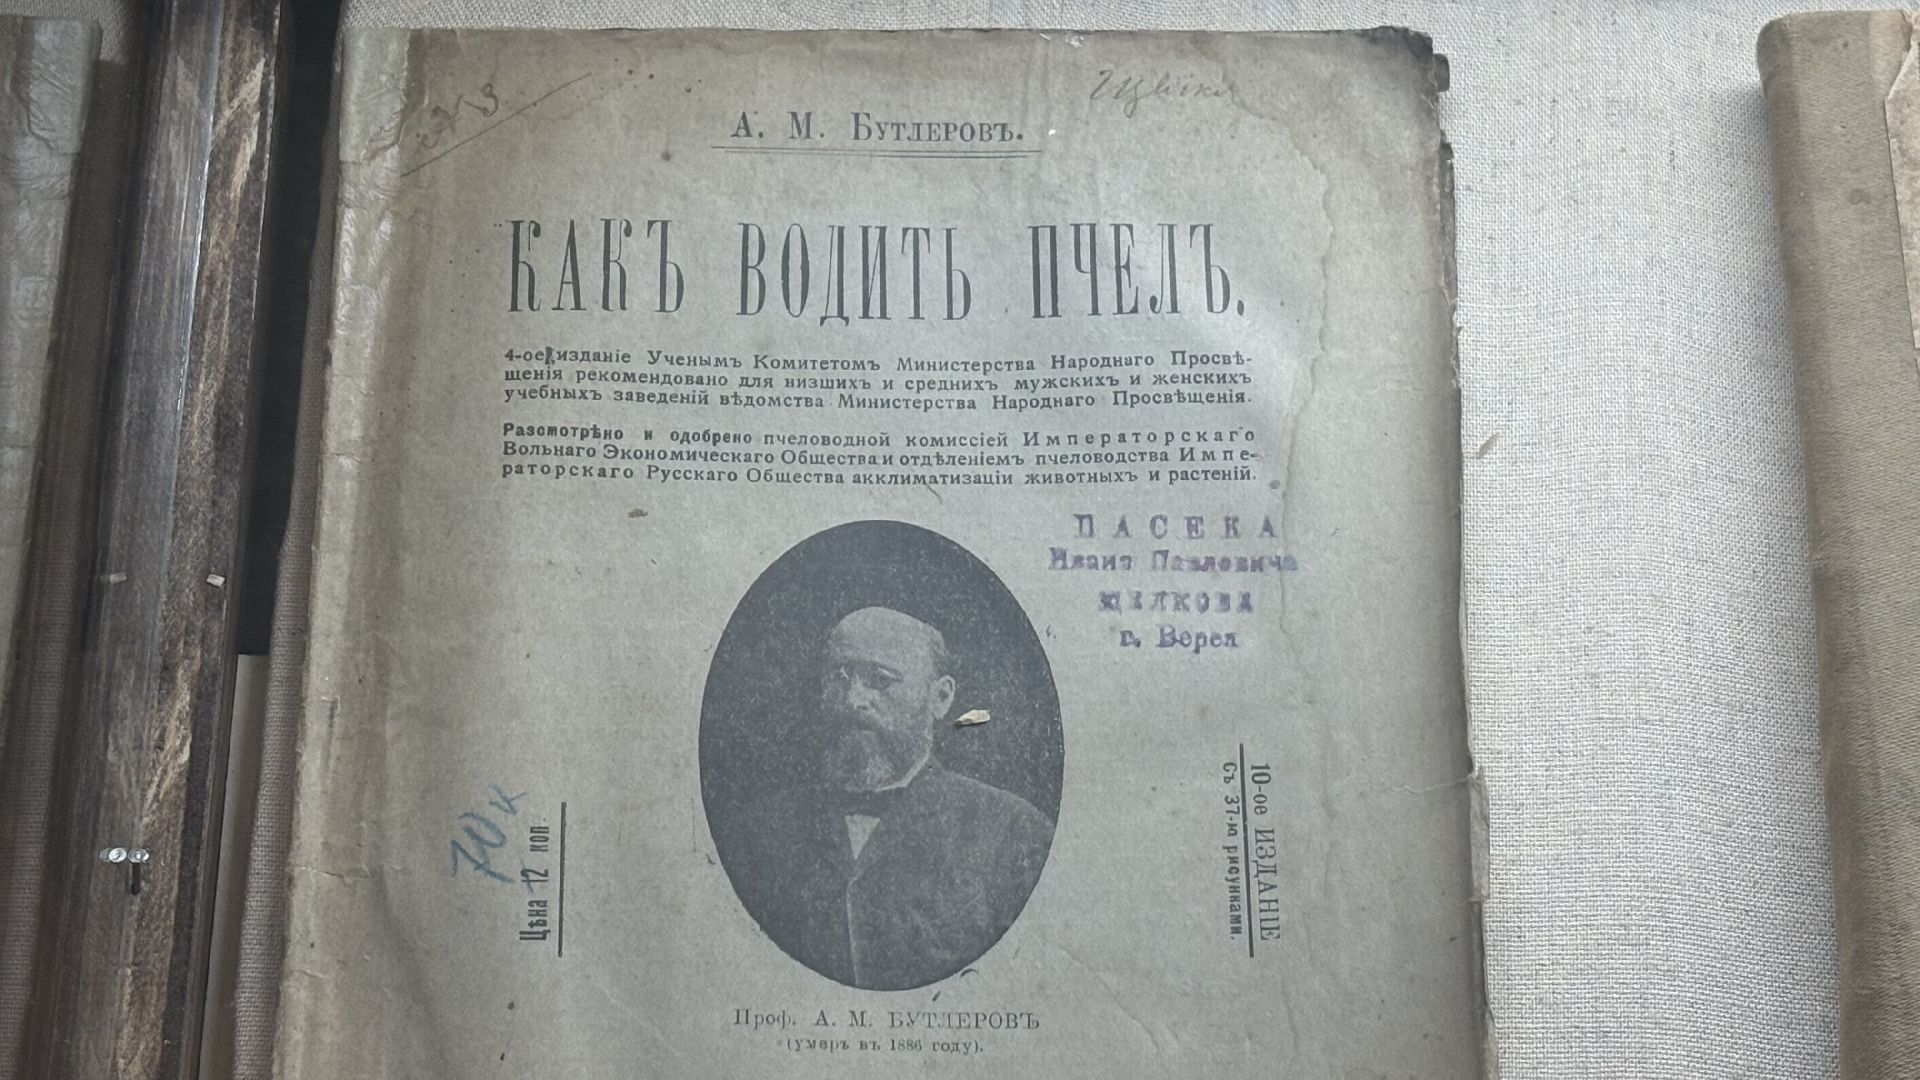 А. М. Бутлеровъ.
КАКЪ ВОДИТЬ ПЧЕЛЪ.
4-ое изданіе Ученымъ Комитетомъ Министерства Народнаго Просвѣ-
щенія рекомендовано для низшихъ и среднихъ мужскихъ и женскихъ
учебныхъ заведеній вѣдомства Министерства Народнаго Просвѣщенія.
Разсмотрѣно и одобрено пчеловодной комиссіей Императорскаго
Вольнаго Экономическаго Общества и отдѣленіемъ пчеловодства Импе-
раторскаго Русскаго Общества акклиматизаціи животныхъ и растеній.
ПАСЕКА
Ивана Павловича
ЩЕЛКОВА
г. Верея
70к
Цѣна 12 коп.
10-ое ИЗДАНІЕ
Съ 37-ю рисунками.
Проф. А. М. БУТЛЕРОВЪ
(умеръ въ 1886 году).